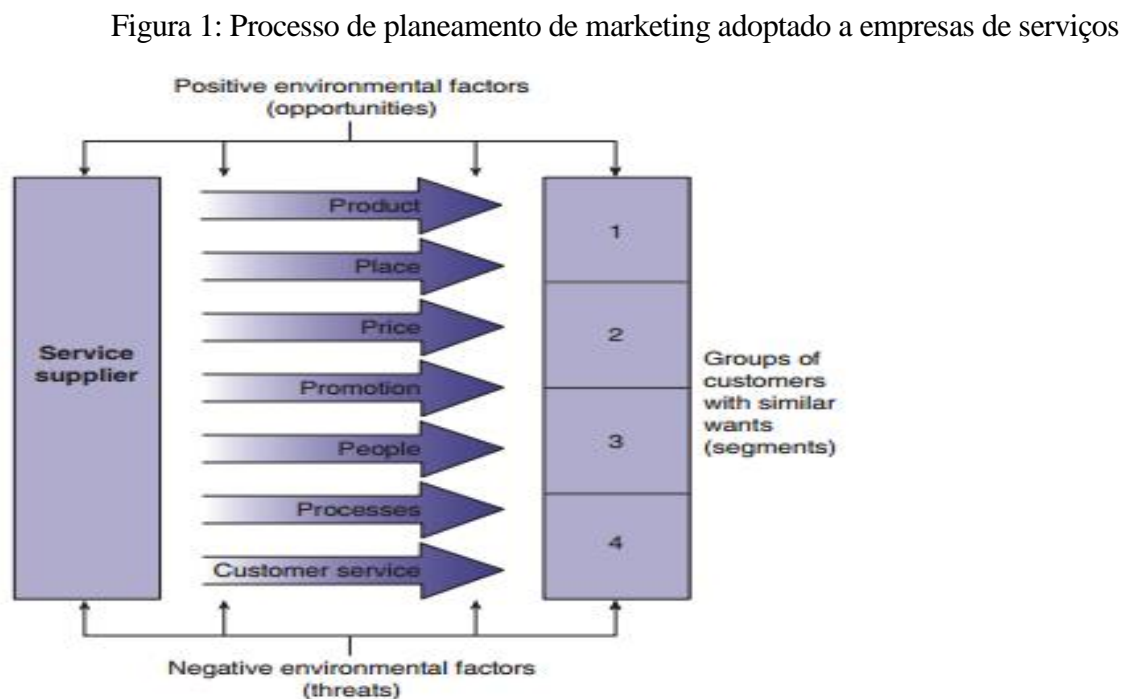 Figura 1: Processo de planeamento de marketing adoptado a empresas de serviços
Positive environmental factors
(opportunities)
Service
supplier
Product
Place
Price
Promotion
People
Processes
Customer service
1
2
3
4
Groups of
customers
with similar
wants
(segments)
Negative environmental factors
(threats)